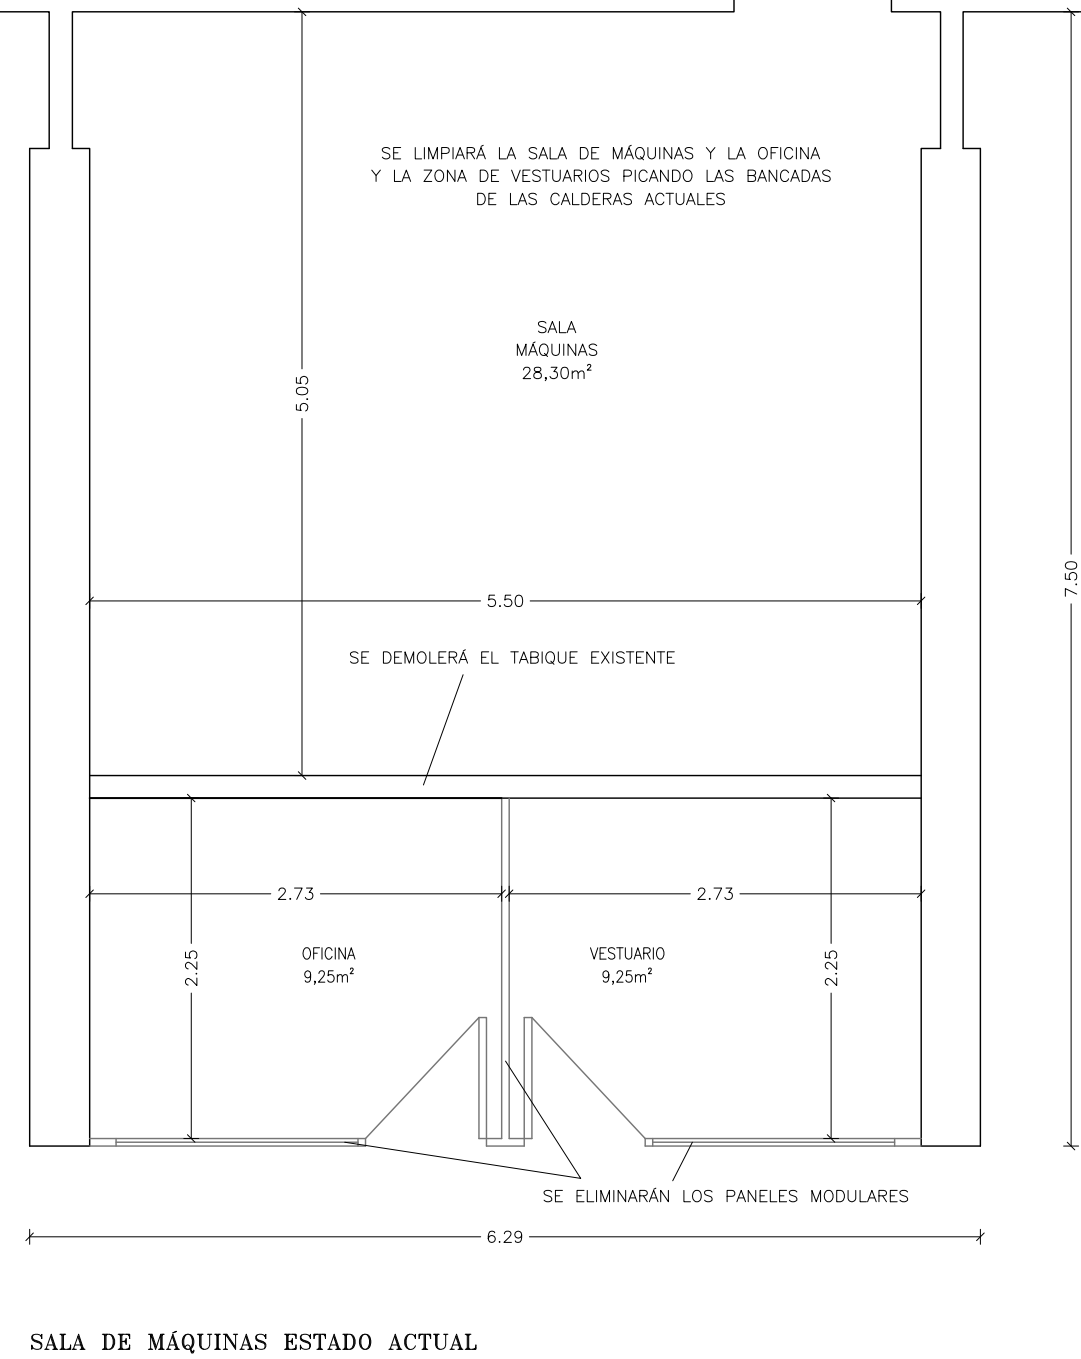 SE LIMPIARÁ LA SALA DE MÁQUINAS Y LA OFICINA
Y LA ZONA DE VESTUARIOS PICANDO LAS BANCADAS
DE LAS CALDERAS ACTUALES
SALA
MÁQUINAS
28,30m²
5.05
7.50
5.50
SE DEMOLERÁ EL TABIQUE EXISTENTE
2.73
2.73
2.25
OFICINA
9,25m²
VESTUARIO
9,25m²
2.25
SE ELIMINARÁN LOS PANELES MODULARES
6.29
SALA DE MÁQUINAS ESTADO ACTUAL